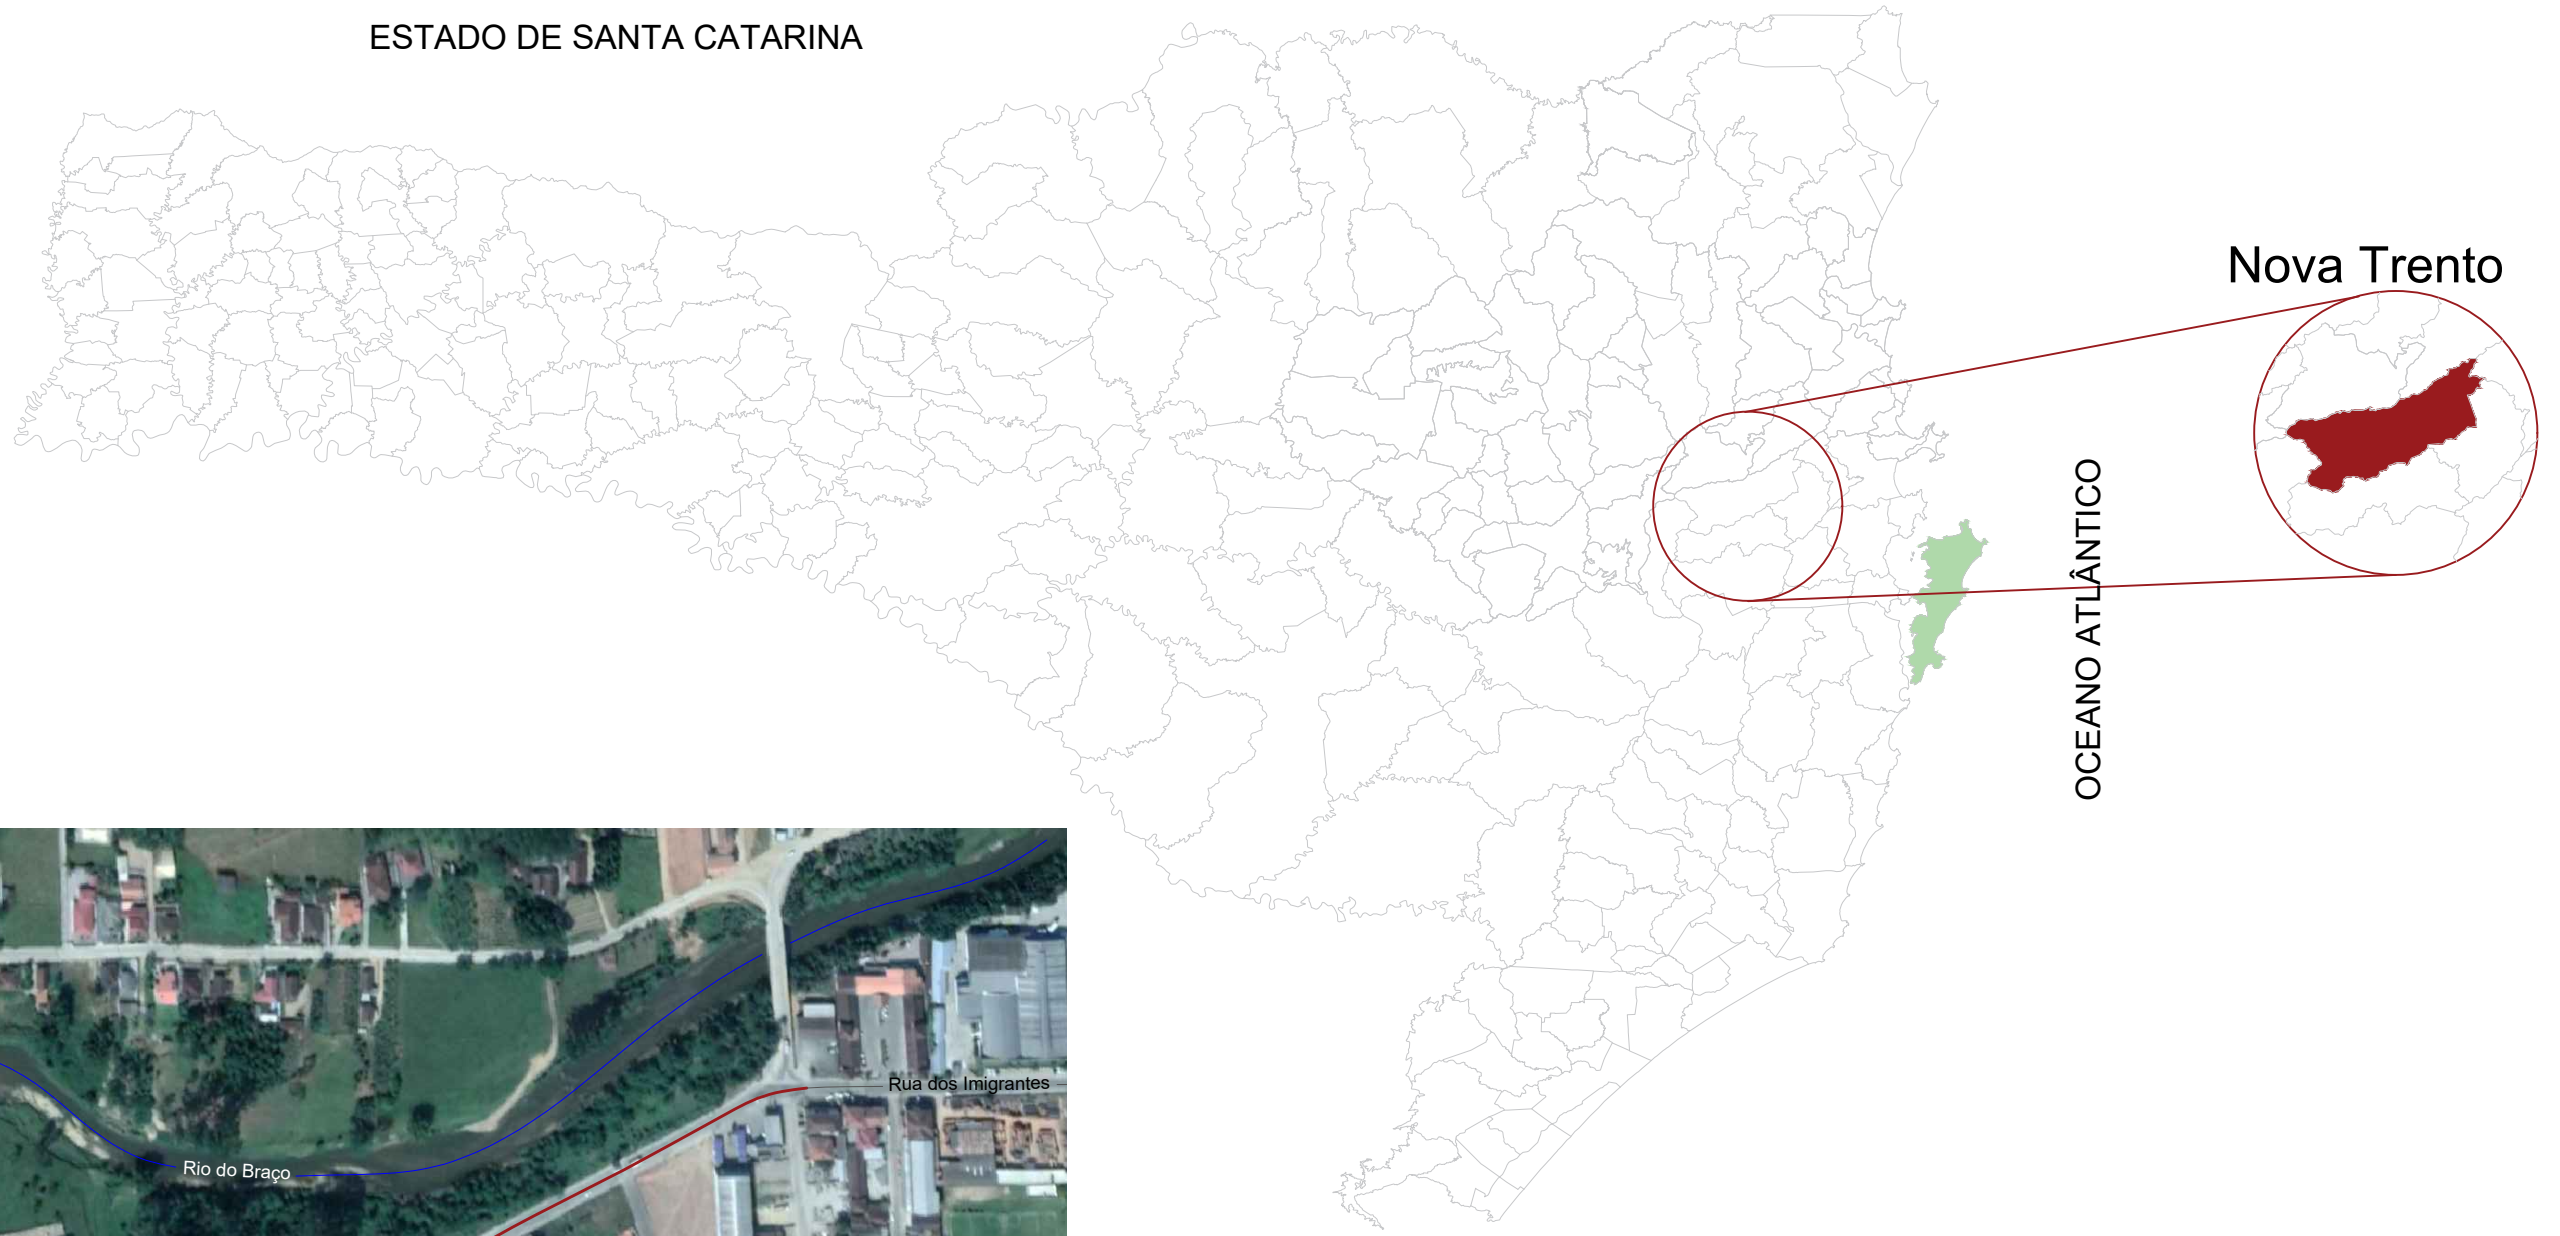 ESTADO DE SANTA CATARINA
Nova Trento
OCEANO ATLÂNTICO
Rua dos Imigrantes
Rio do Braço